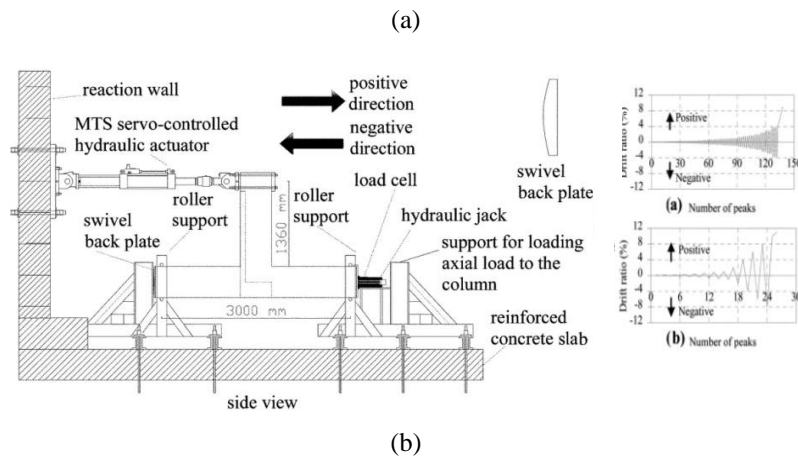 (a)
reaction wall
MTS servo-controlled
hydraulic actuator
positive
direction
negative
direction
swivel
back plate
roller
support
roller
support
load cell
hydraulic jack
support for loading
axial load to the
column
swivel
back plate
1360 mm
3000 mm
reinforced
concrete slab
side view
(b)
Drift ratio (%)
12
8
4
0
-4
-8
-12
Positive
Negative
0 30 60 90 120 150
(a) Number of peaks
Drift ratio (%)
12
8
4
0
-4
-8
-12
Positive
Negative
0 6 12 18 24 30
(b) Number of peaks